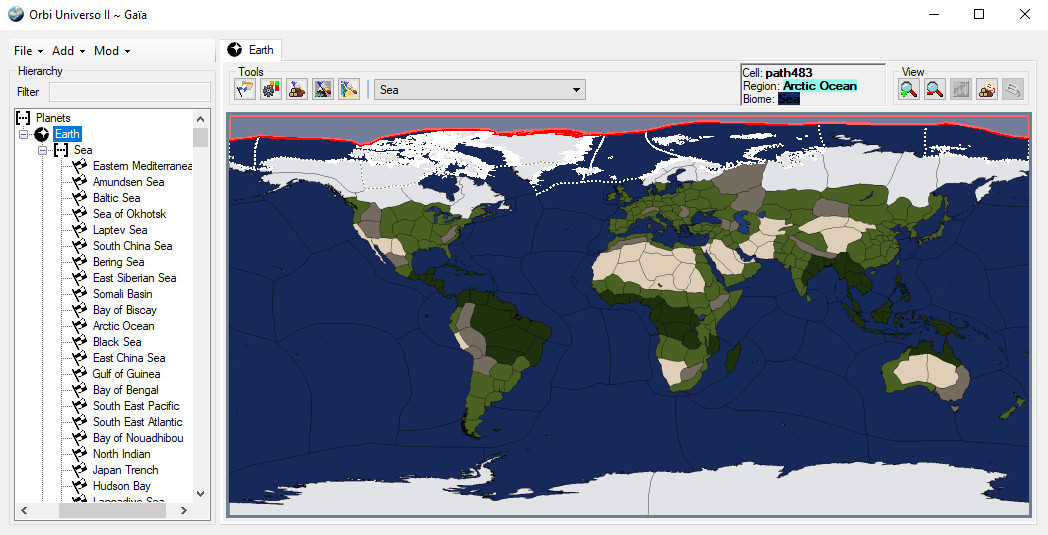 Orbi Universo II ~ Gaïa
File Add Mod
Hierarchy
Filter
Planets
Earth
Sea
Eastern Mediterranea
Amundsen Sea
Baltic Sea
Sea of Okhotsk
Laptev Sea
South China Sea
Bering Sea
East Siberian Sea
Somali Basin
Bay of Biscay
Arctic Ocean
Black Sea
East China Sea
Gulf of Guinea
Bay of Bengal
South East Pacific
South East Atlantic
Bay of Nouadhibou
North Indian
Japan Trench
Hudson Bay
Earth
Tools
Sea
Cell: path483
Region: Arctic Ocean
Biome: Sea
View